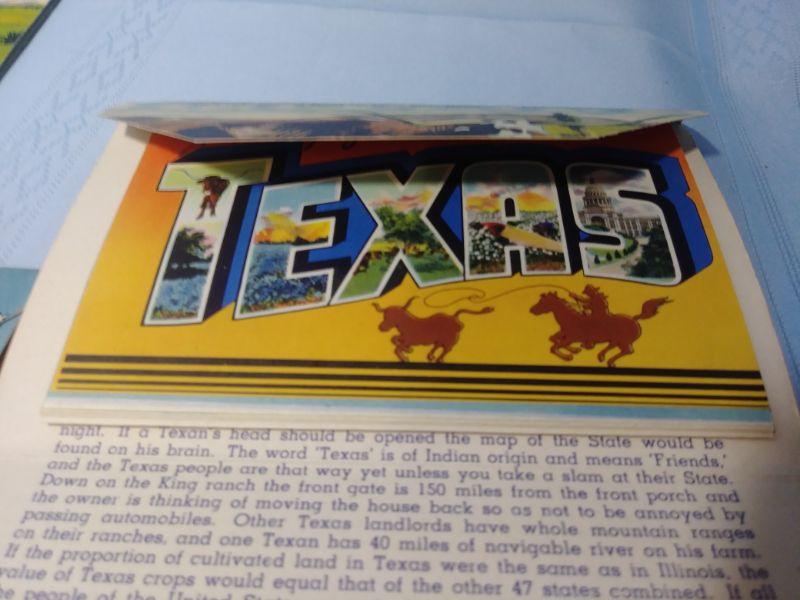 TEXAS
night. If a Texan's head should be opened the map of the State would be
found on his brain. The word 'Texas' is of Indian origin and means 'Friends,'
and the Texas people are that way yet unless you take a slam at their State.
Down on the King ranch the front gate is 150 miles from the front porch and
the owner is thinking of moving the house back so as not to be annoyed by
passing automobiles. Other Texas landlords have whole mountain ranges
on their ranches, and one Texan has 40 miles of navigable river on his farm.
If the proportion of cultivated land in Texas were the same as in Illinois, the
value of Texas crops would equal that of the other 47 states combined. If all
people of the United